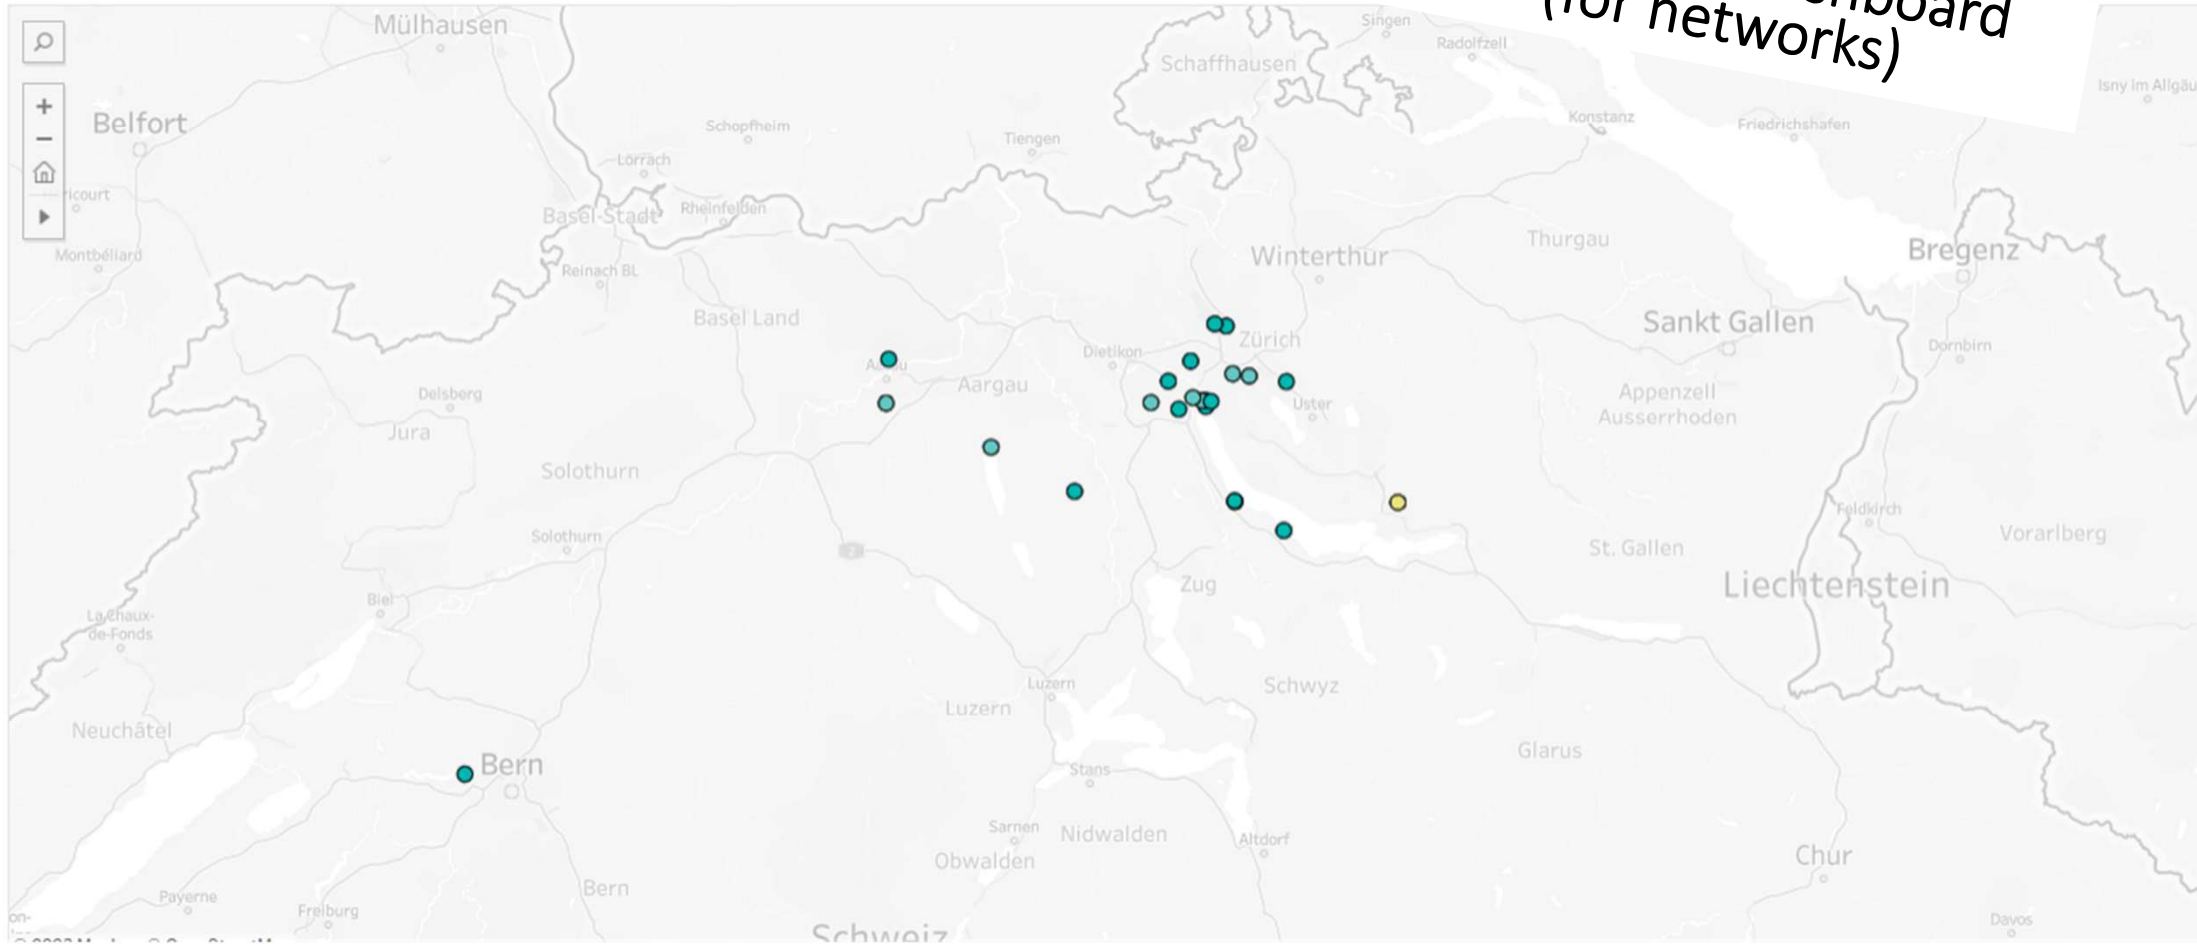 (for networks)
Mülhausen
Singen
Radolfzell
Schaffhausen
Isny im Allgäu
Belfort
Konstanz
Friedrichshafen
Schopfheim
Tiengen
Lorrach
Basel-Stadt
Rheinfelden
Montbéliard
Reinach BL
Winterthur
Thurgau
Bregenz
Basel Land
Sankt Gallen
Zürich
Dietikon
Dornbirn
Aargau
Delsberg
Uster
Appenzell
Ausserrhoden
Jura
Solothurn
Feldkirch
Solothurn
St. Gallen
Vorarlberg
Zug
Liechtenstein
Biel
La Chaux-
de-Fonds
Luzern
Schwyz
Luzern
Neuchâtel
Glarus
Bern
Stans
Sarnen
Nidwalden
Altdorf
Obwalden
Chur
Bern
Payerne
Freiburg
Davos
Schweiz